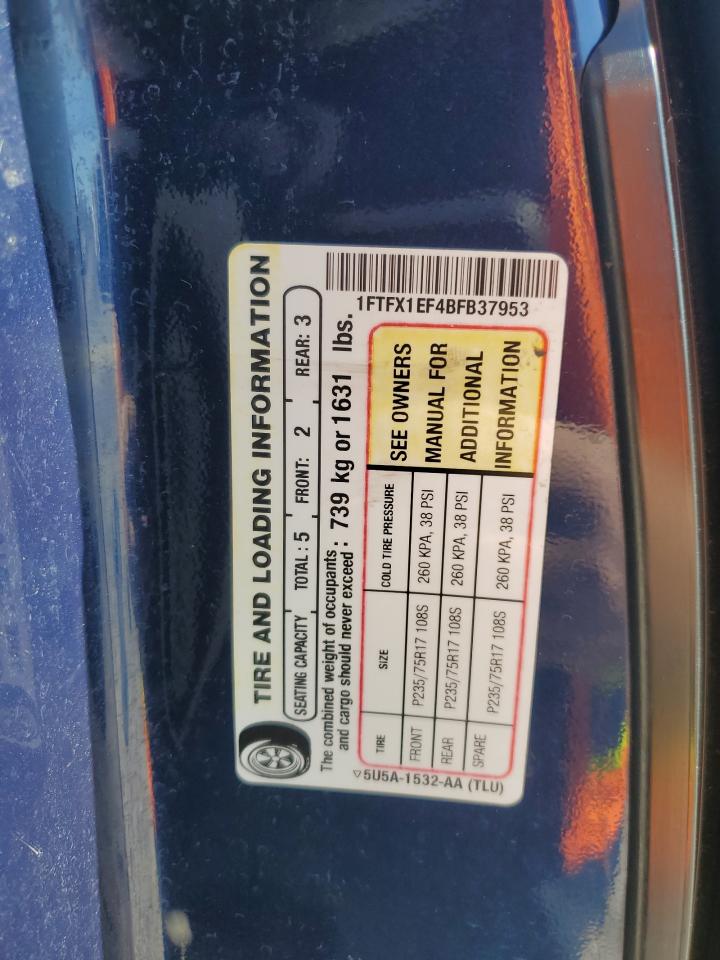 TIRE AND LOADING INFORMATION
SEATING CAPACITY TOTAL: 5 FRONT: 2 REAR: 3
The combined weight of occupants
and cargo should never exceed : 739 kg or 1631 lbs.
TIRE SIZE COLD TIRE PRESSURE
FRONT P235/75R17 108S 260 KPA, 38 PSI
REAR P235/75R17 108S 260 KPA, 38 PSI
SPARE P235/75R17 108S 260 KPA, 38 PSI
SEE OWNERS
MANUAL FOR
ADDITIONAL
INFORMATION
5U5A-1532-AA (TLU)
1FTFX1EF4BFB37953